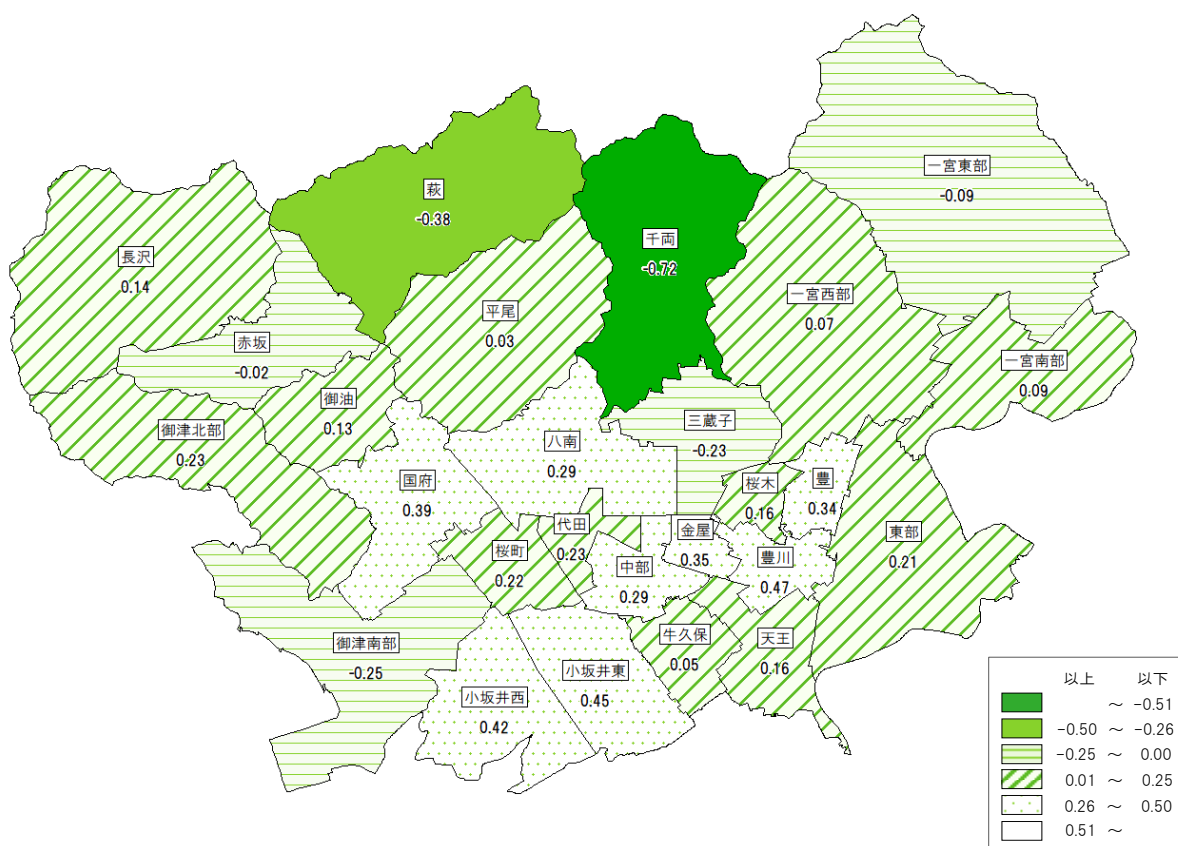 一宮東部
-0.09
萩
-0.38
千両
-0.72
長沢
0.14
一宮西部
0.07
平尾
0.03
赤坂
-0.02
一宮南部
0.09
御油
0.13
御津北部
0.23
三蔵子
-0.23
八南
0.29
国府
0.39
桜木
0.16
豊
0.34
代田
0.23
金屋
0.35
東部
0.21
桜町
0.22
中部
0.29
豊川
0.47
御津南部
-0.25
牛久保
0.05
天王
0.16
小坂井東
0.45
小坂井西
0.42
以上 以下
～ -0.51
-0.50 ～ -0.26
-0.25 ～ 0.00
0.01 ～ 0.25
0.26 ～ 0.50
0.51 ～